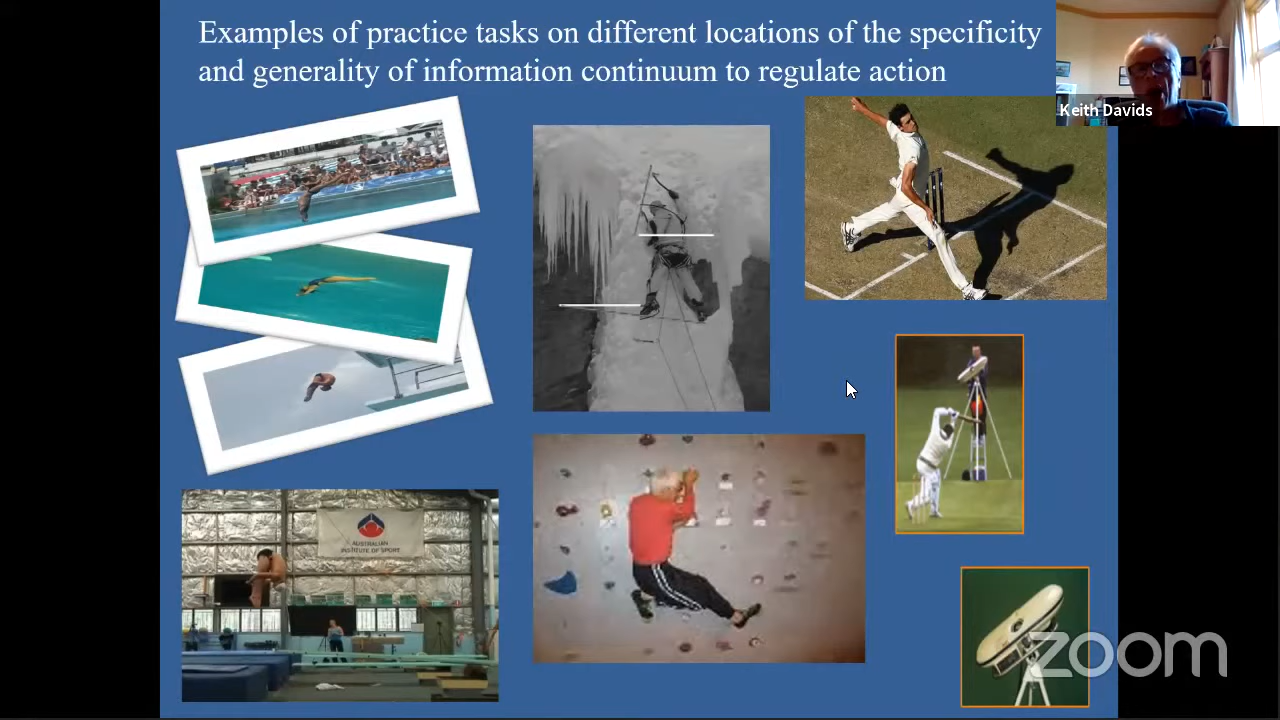 Examples of practice tasks on different locations of the specificity
and generality of information continuum to regulate action
Keith Davids
AUSTRALIAN
INSTITUTE OF SPORT
zoom